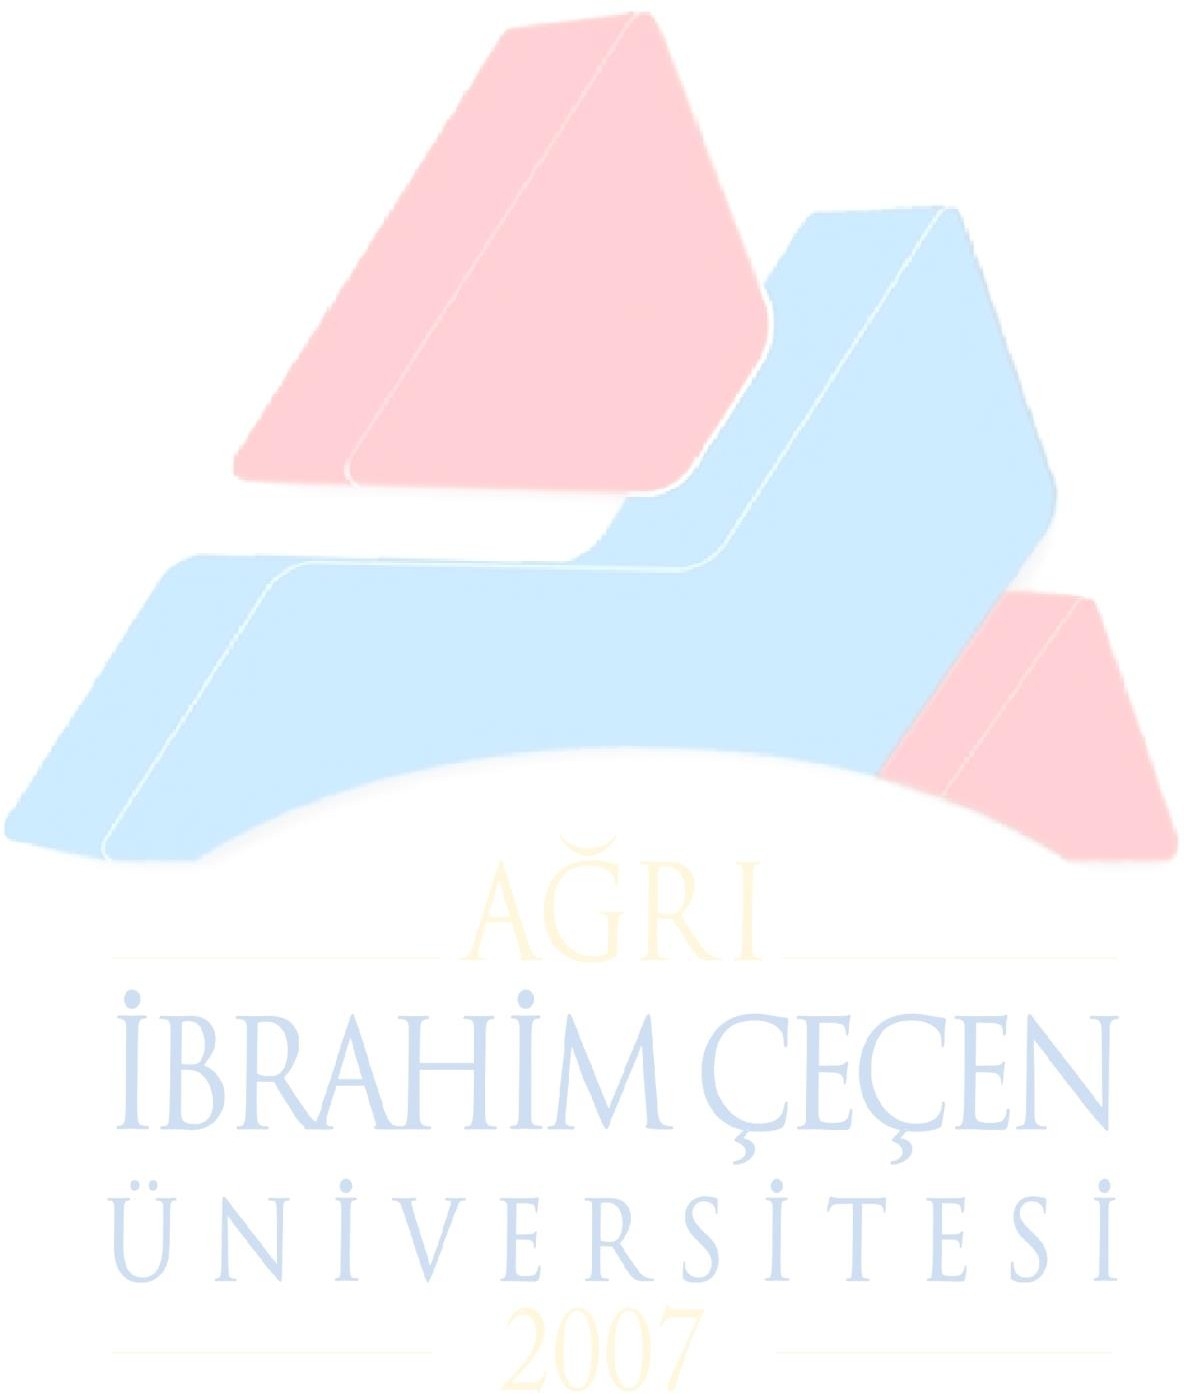 AĞRI
İBRAHİM ÇEÇEN
ÜNİVERSİTESİ
2007